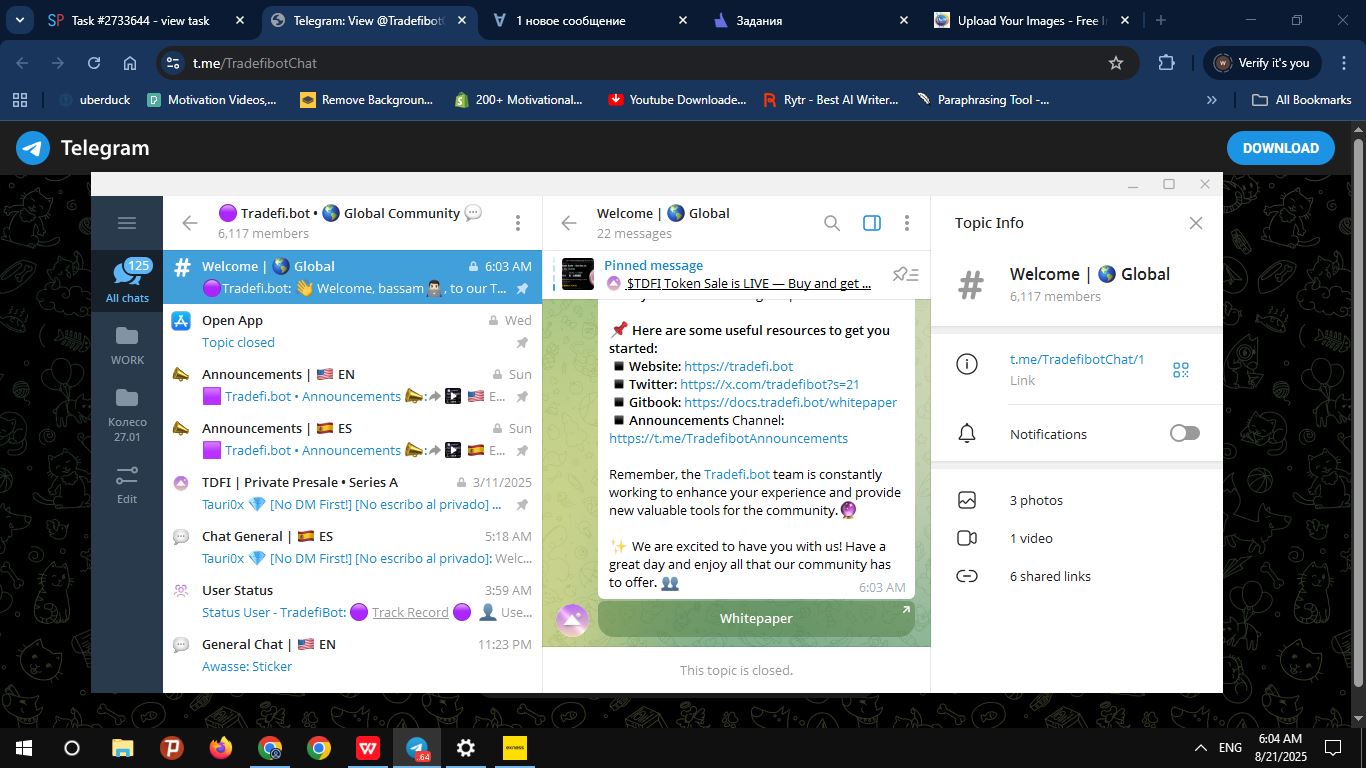 Task #2733644 - view task
Telegram: View @Tradefibot
1 новое сообщение
Задания
Upload Your Images - Free I
t.me/TradefibotChat
W
Verify it's you
uberduck
Motivation Videos,...
Remove Backgroun...
200+ Motivational...
Youtube Downloade...
Rytr - Best AI Writer...
Paraphrasing Tool -...
»
All Bookmarks
Telegram
DOWNLOAD
125
All chats
WORK
Колесо
27.01
Edit
Tradefi.bot • Global Community
6,117 members
# Welcome | Global 6:03 AM
Tradefi.bot: Welcome, bassam, to our T...
Open App Wed
Topic closed
Announcements | EN Sun
Tradefi.bot • Announcements : E...
Announcements | ES Sun
Tradefi.bot • Announcements : E...
TDFI | Private Presale • Series A 3/11/2025
Tauri0x [No DM First!] [No escribo al privado] ...
Chat General | ES 5:18 AM
Tauri0x [No DM First!] [No escribo al privado]: Welc...
User Status 3:59 AM
Status User - TradefiBot: Track Record Use...
General Chat | EN 11:23 PM
Awasse: Sticker
Welcome | Global
22 messages
Pinned message
$TDFI Token Sale is LIVE — Buy and get ...
Here are some useful resources to get you
started:
Website: https://tradefi.bot
Twitter: https://x.com/tradefibot?s=21
Gitbook: https://docs.tradefi.bot/whitepaper
Announcements Channel:
https://t.me/TradefibotAnnouncements
Remember, the Tradefi.bot team is constantly
working to enhance your experience and provide
new valuable tools for the community.
We are excited to have you with us! Have a
great day and enjoy all that our community has
to offer. 6:03 AM
Whitepaper
This topic is closed.
Topic Info
# Welcome | Global
6,117 members
t.me/TradefibotChat/1
Link
Notifications
3 photos
1 video
6 shared links
.64
exness
ENG
6:04 AM
8/21/2025